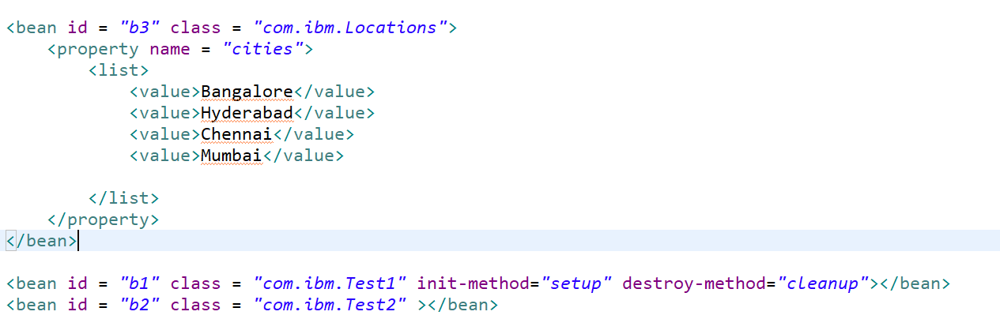 <bean id = "b3" class = "com.ibm.Locations">
    <property name = "cities">
        <list>
            <value>Bangalore</value>
            <value>Hyderabad</value>
            <value>Chennai</value>
            <value>Mumbai</value>

        </list>
    </property>
</bean>

<bean id = "b1" class = "com.ibm.Test1" init-method="setup" destroy-method="cleanup"></bean>
<bean id = "b2" class = "com.ibm.Test2" ></bean>